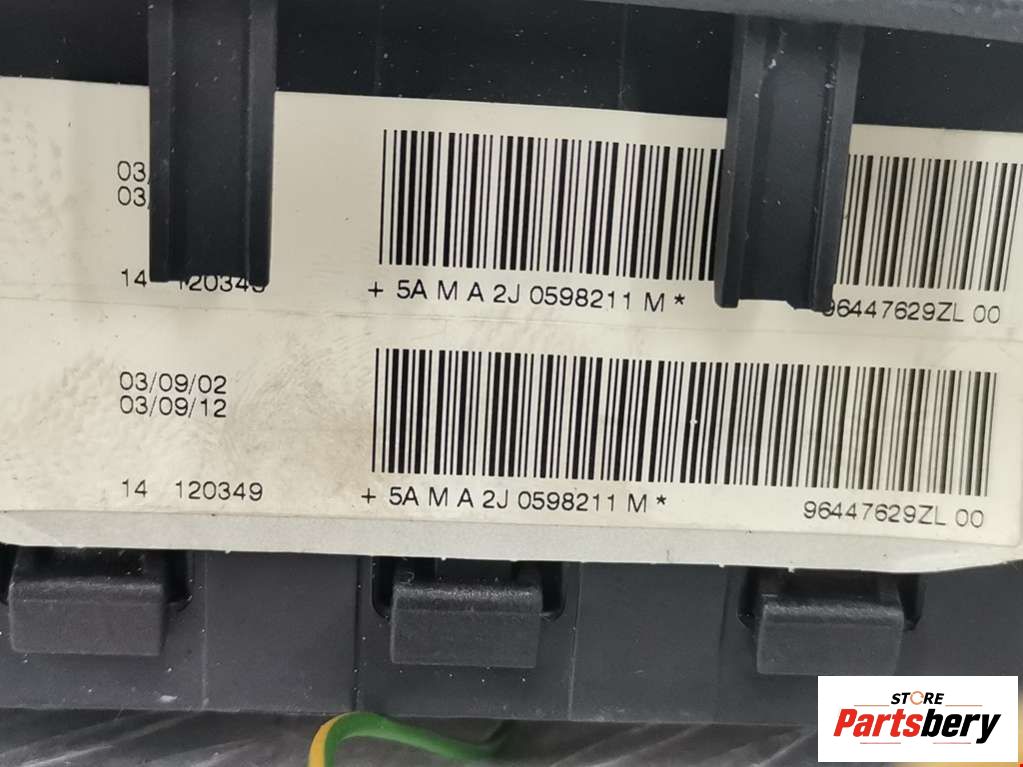 03/
03/
14 120349
+ 5A M A 2J 0598211 M *
96447629ZL 00
03/09/02
03/09/12
14 120349
+ 5A M A 2J 0598211 M *
96447629ZL 00
STORE
Partsbery